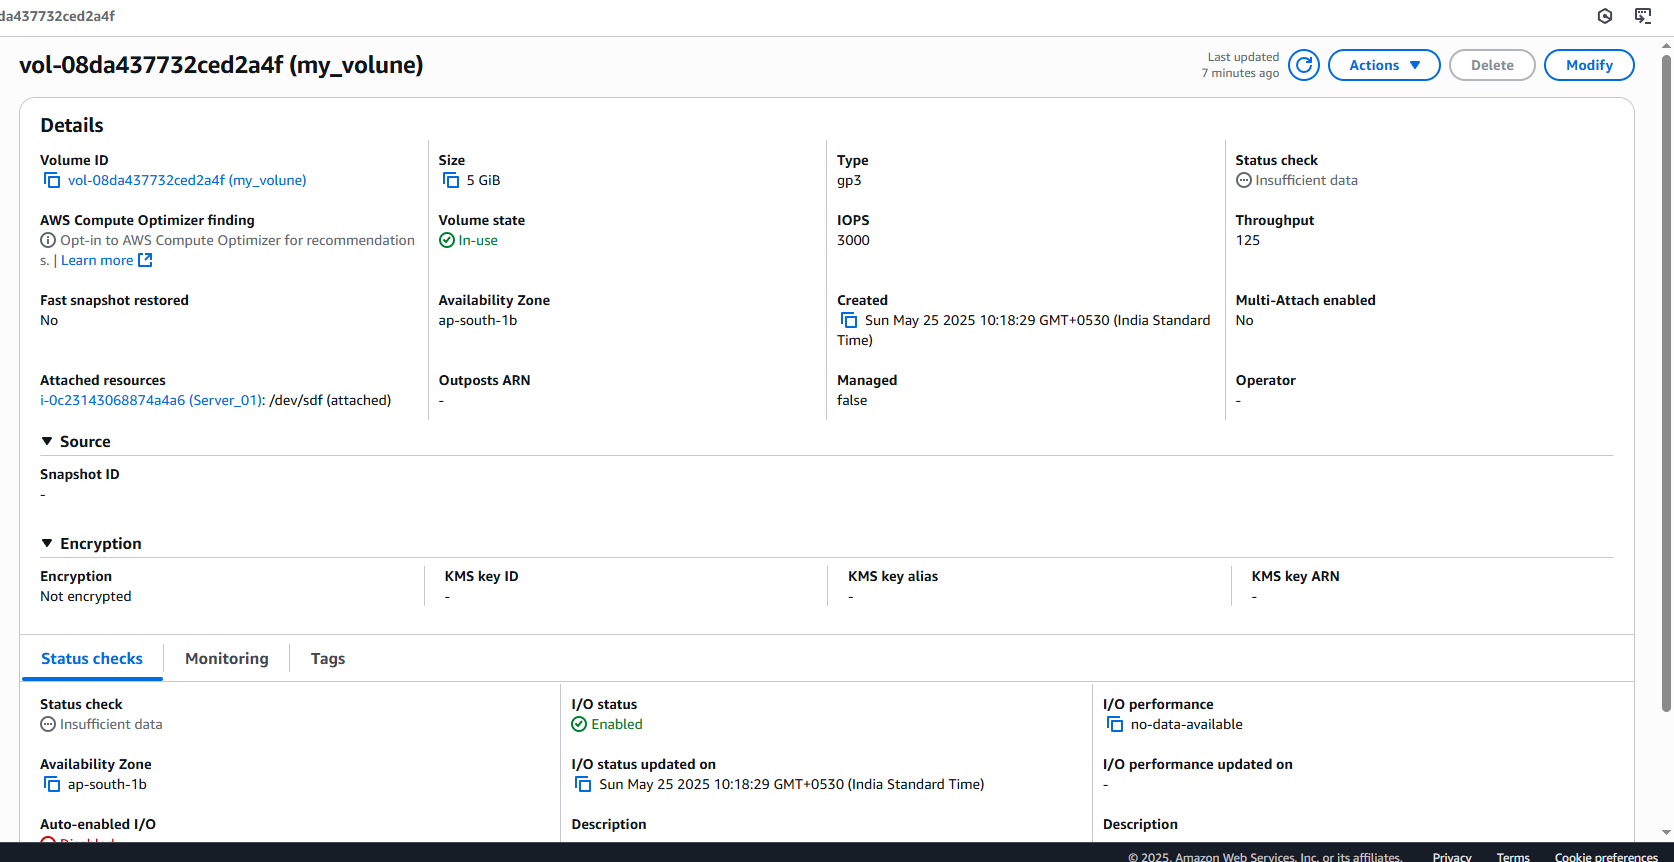 da437732ced2a4f
vol-08da437732ced2a4f (my_volune)
Last updated
7 minutes ago
Actions
Delete
Modify
Details
Volume ID
vol-08da437732ced2a4f (my_volune)
Size
5 GiB
Type
gp3
Status check
Insufficient data
AWS Compute Optimizer finding
Opt-in to AWS Compute Optimizer for recommendation
s. | Learn more
Volume state
In-use
IOPS
3000
Throughput
125
Fast snapshot restored
No
Availability Zone
ap-south-1b
Created
Sun May 25 2025 10:18:29 GMT+0530 (India Standard
Time)
Multi-Attach enabled
No
Attached resources
i-0c23143068874a4a6 (Server_01): /dev/sdf (attached)
Outposts ARN
-
Managed
false
Operator
-
Source
Snapshot ID
-
Encryption
Encryption
Not encrypted
KMS key ID
-
KMS key alias
-
KMS key ARN
-
Status checks
Monitoring
Tags
Status check
Insufficient data
I/O status
Enabled
I/O performance
no-data-available
Availability Zone
ap-south-1b
I/O status updated on
Sun May 25 2025 10:18:29 GMT+0530 (India Standard Time)
I/O performance updated on
-
Auto-enabled I/O
Description
Description
© 2025, Amazon Web Services, Inc. or its affiliates.
Privacy
Terms
Cookie preferences